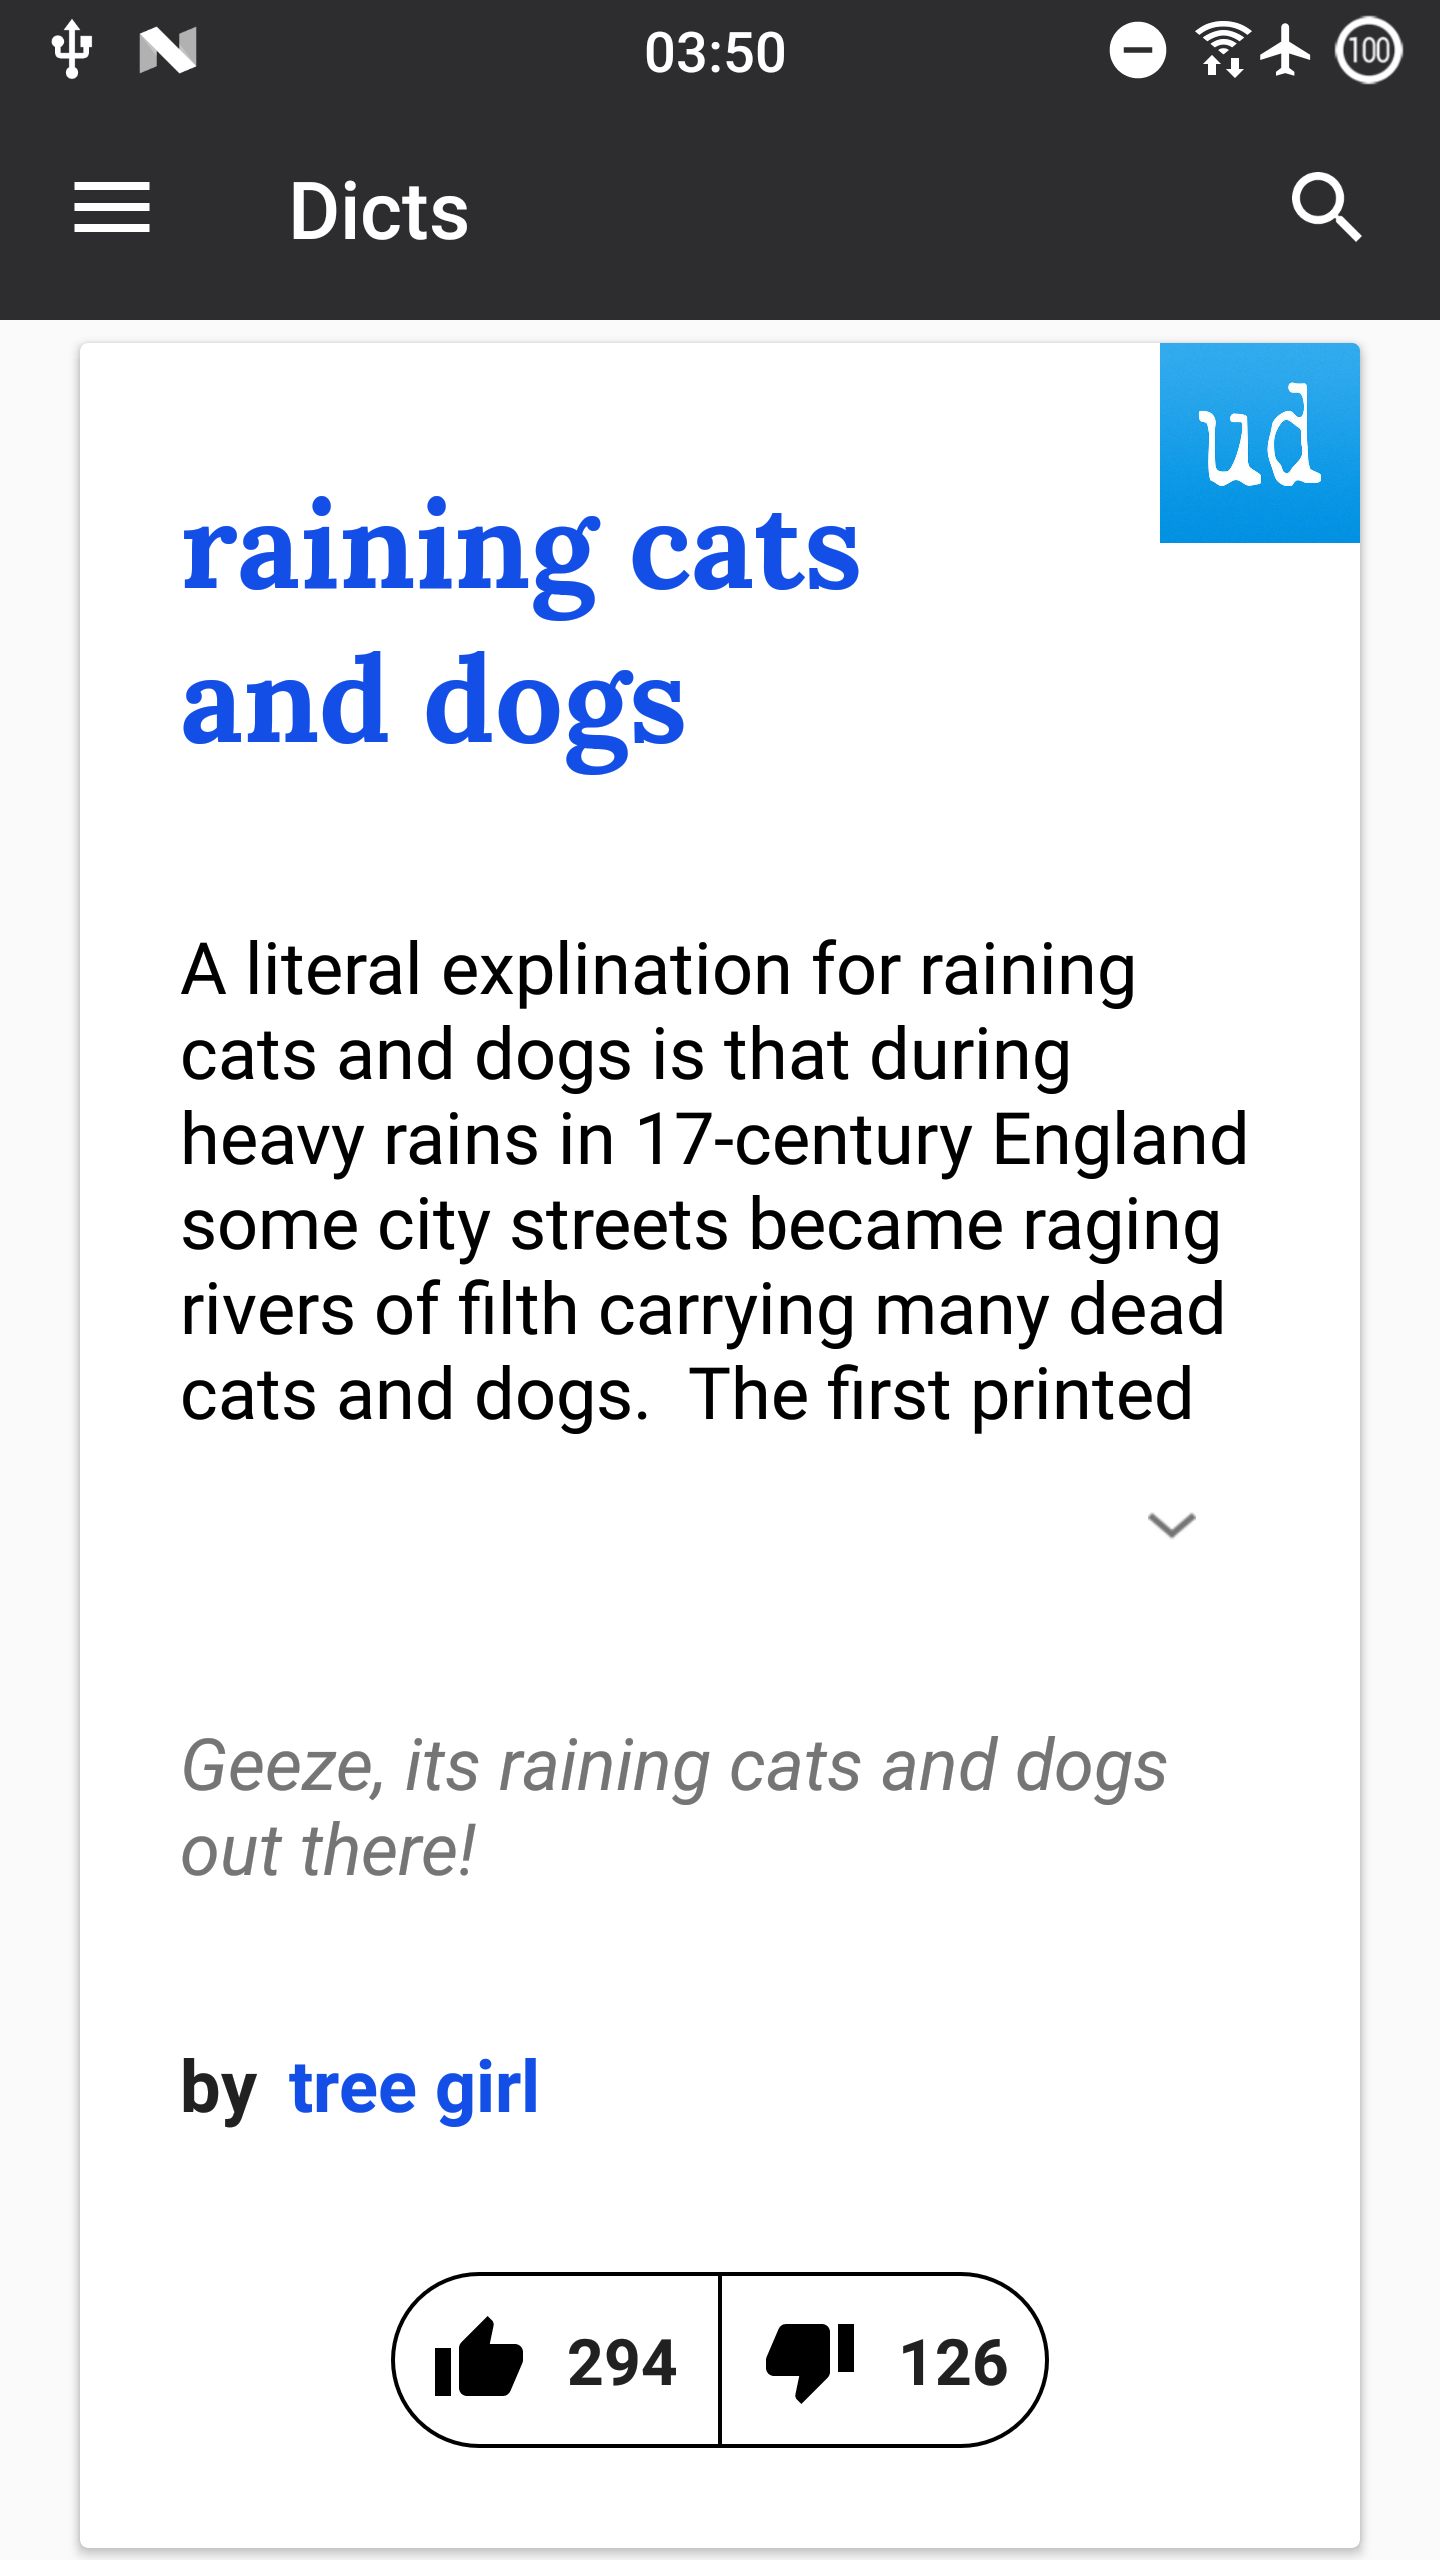 03:50
100
Dicts
ud
raining cats
and dogs
A literal explination for raining
cats and dogs is that during
heavy rains in 17-century England
some city streets became raging
rivers of filth carrying many dead
cats and dogs.  The first printed
Geeze, its raining cats and dogs
out there!
by tree girl
294 126